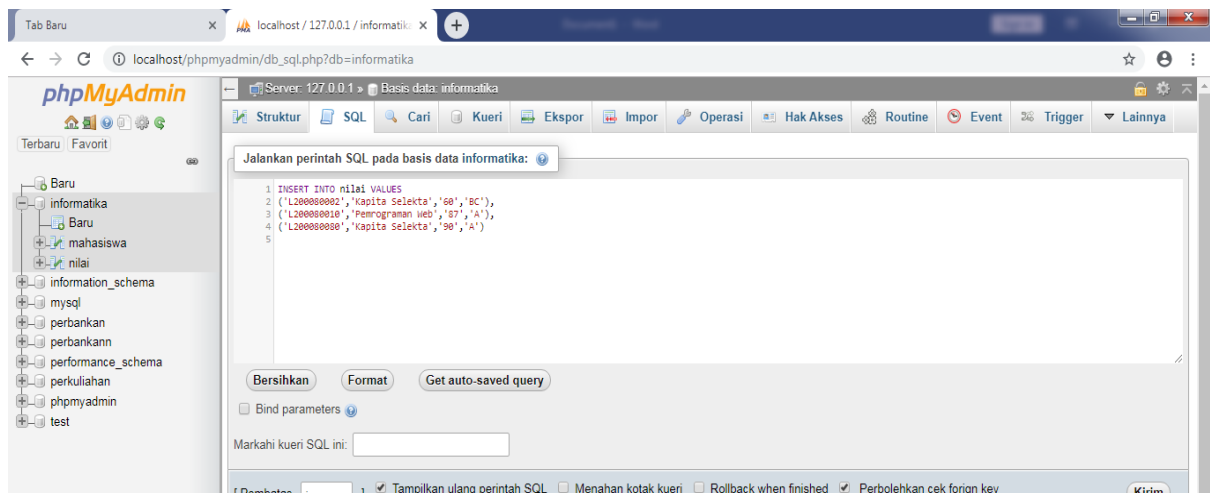 Tab Baru
localhost / 127.0.0.1 / informatika
localhost/phpmyadmin/db_sql.php?db=informatika
phpMyAdmin
Terbaru Favorit
Baru
informatika
Baru
mahasiswa
nilai
information_schema
mysql
perbankan
perbankann
performance_schema
perkuliahan
phpmyadmin
test
Server: 127.0.0.1 » Basis data: informatika
Struktur SQL Cari Kueri Ekspor Impor Operasi Hak Akses Routine Event Trigger Lainnya
Jalankan perintah SQL pada basis data informatika:
1 INSERT INTO nilai VALUES
2 ('L200080002','Kapita Selekta','60','BC'),
3 ('L200080010','Pemrograman Web','87','A'),
4 ('L200080080','Kapita Selekta','90','A')
5
Bersihkan Format Get auto-saved query
Bind parameters
Markahi kueri SQL ini:
[ Pembatas ] Tampilkan ulang perintah SQL Menahan kotak kueri Rollback when finished Perbolehkan cek forign key Kirim